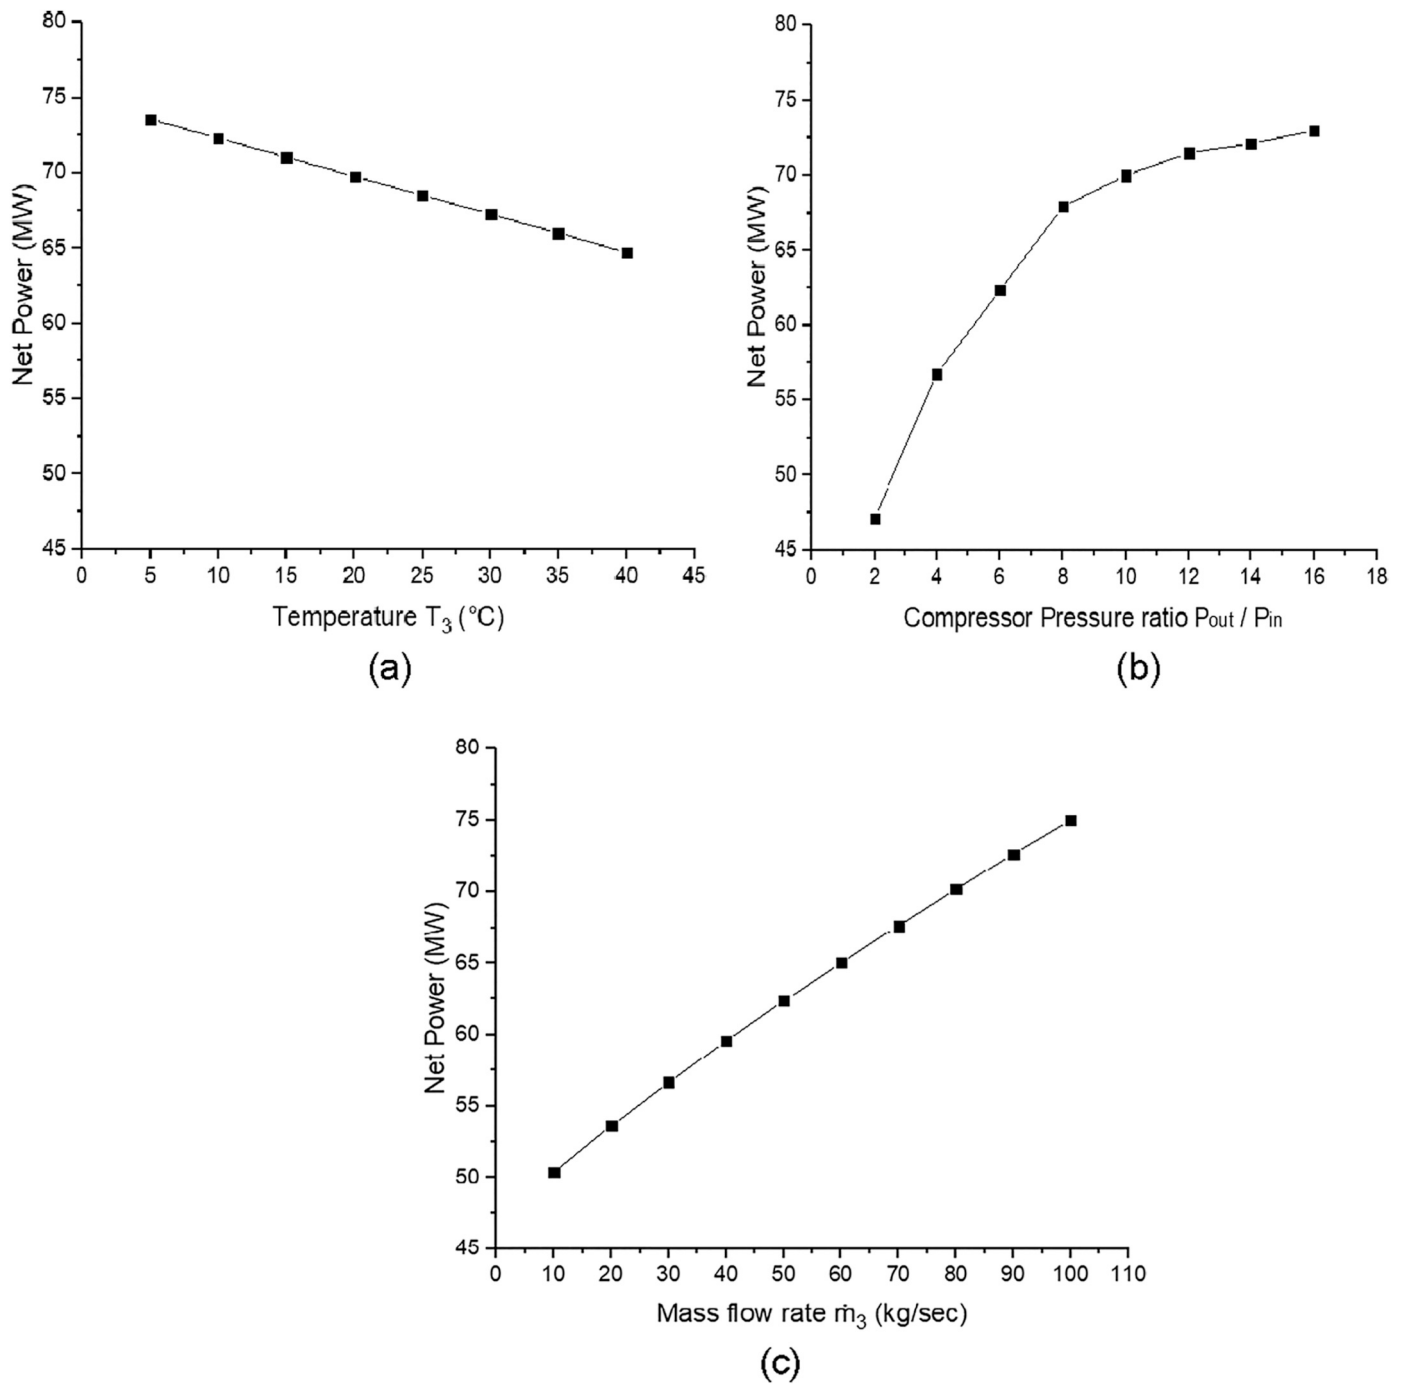 80
75
70
65
60
55
50
45
Net Power (MW)
0 5 10 15 20 25 30 35 40 45
Temperature T₃ (°C)
(a)
80
75
70
65
60
55
50
45
Net Power (MW)
0 2 4 6 8 10 12 14 16 18
Compressor Pressure ratio Pout / Pin
(b)
80
75
70
65
60
55
50
45
Net Power (MW)
0 10 20 30 40 50 60 70 80 90 100 110
Mass flow rate ṁ₃ (kg/sec)
(c)